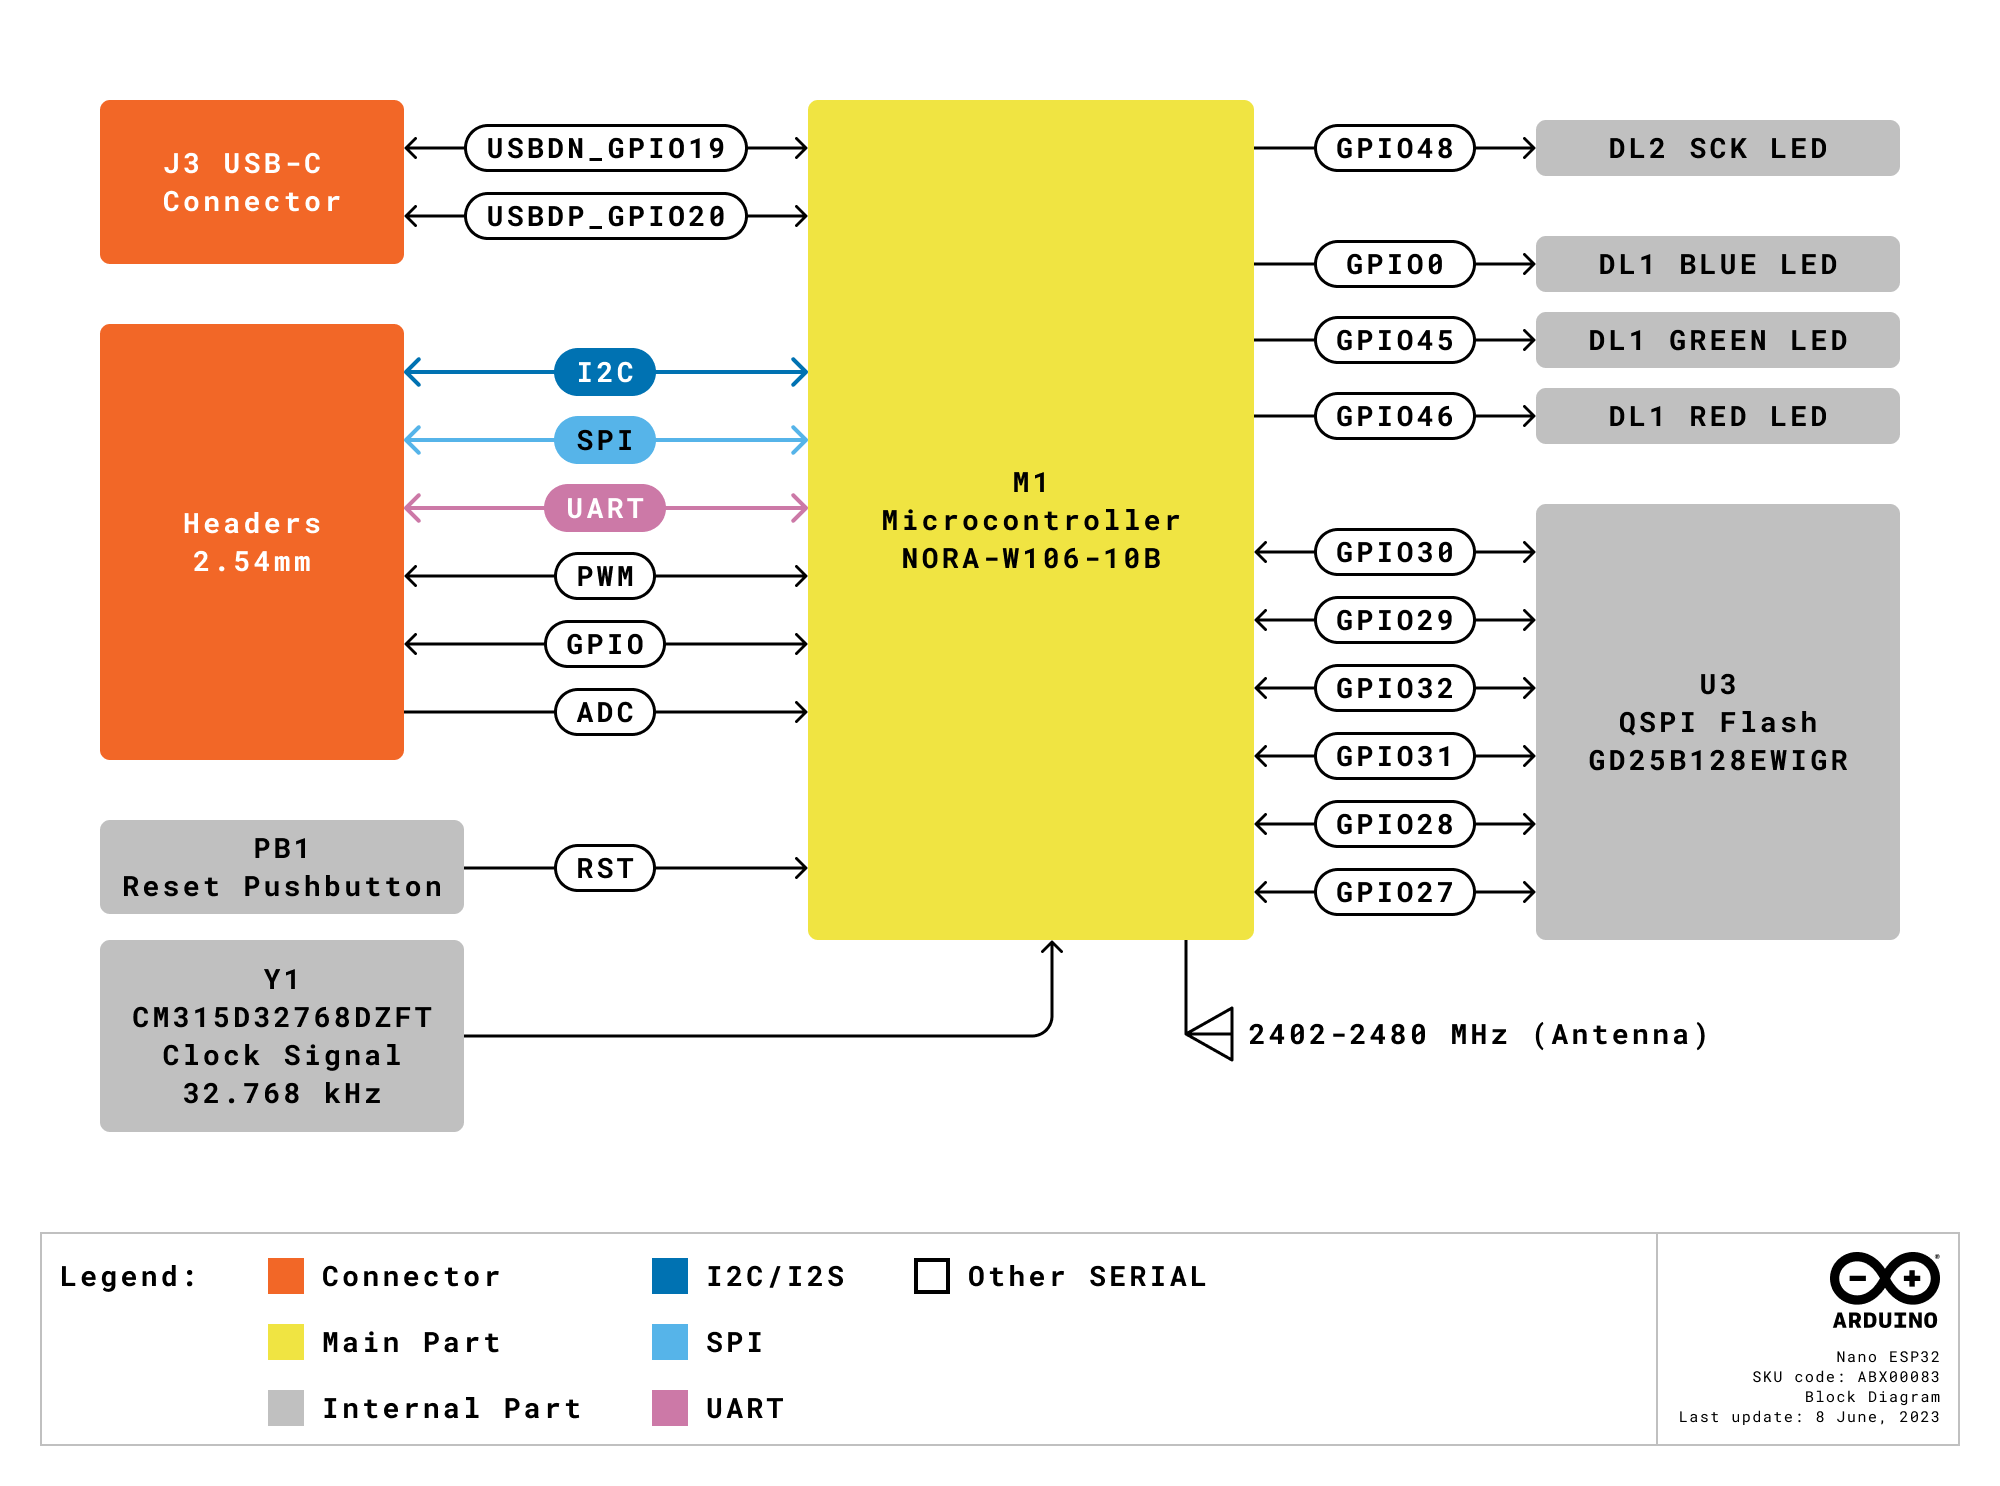 J3 USB-C
Connector
USBDN_GPIO19
USBDP_GPIO20
Headers
2.54mm
I2C
SPI
UART
PWM
GPIO
ADC
PB1
Reset Pushbutton
RST
Y1
CM315D32768DZFT
Clock Signal
32.768 kHz
M1
Microcontroller
NORA-W106-10B
GPIO48
DL2 SCK LED
GPIO0
DL1 BLUE LED
GPIO45
DL1 GREEN LED
GPIO46
DL1 RED LED
GPIO30
GPIO29
GPIO32
GPIO31
GPIO28
GPIO27
U3
QSPI Flash
GD25B128EWIGR
2402-2480 MHz (Antenna)
Legend:
Connector
Main Part
Internal Part
I2C/I2S
SPI
UART
Other SERIAL
ARDUINO
Nano ESP32
SKU code: ABX00083
Block Diagram
Last update: 8 June, 2023